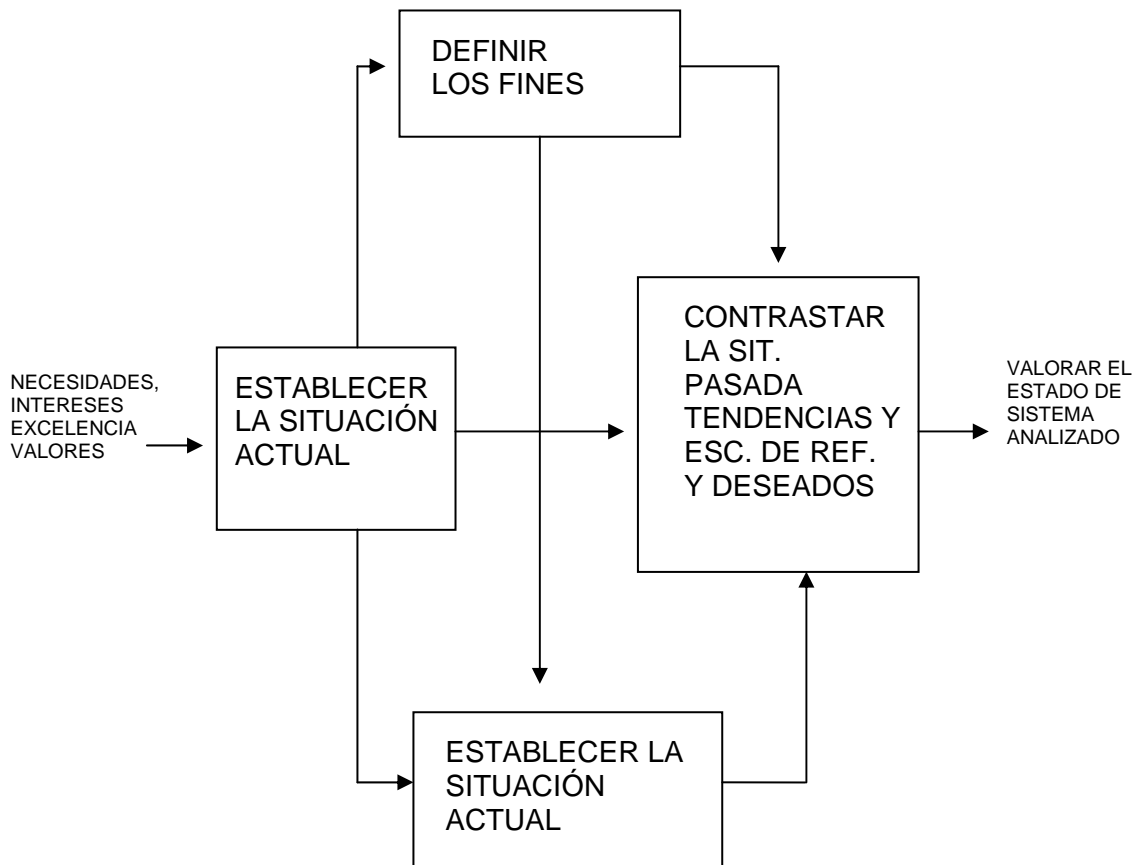 DEFINIR
LOS FINES
NECESIDADES,
INTERESES
EXCELENCIA
VALORES
ESTABLECER
LA SITUACIÓN
ACTUAL
CONTRASTAR
LA SIT.
PASADA
TENDENCIAS Y
ESC. DE REF.
Y DESEADOS
VALORAR EL
ESTADO DE
SISTEMA
ANALIZADO
ESTABLECER LA
SITUACIÓN
ACTUAL